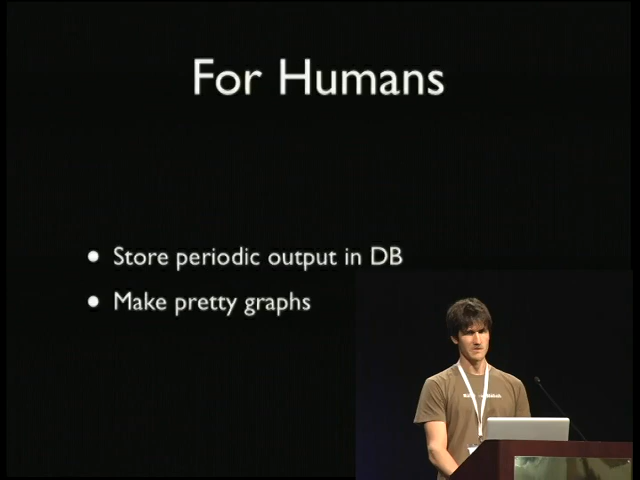 For Humans
• Store periodic output in DB
• Make pretty graphs